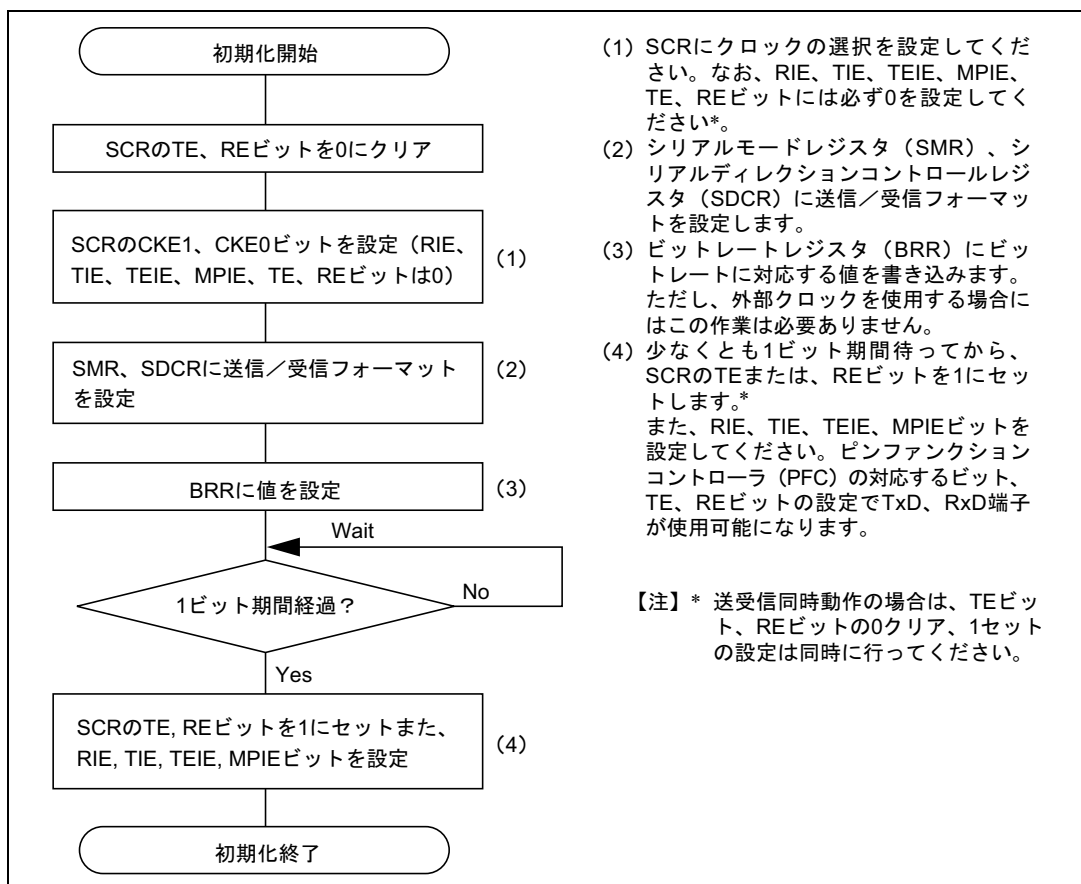 初期化開始
SCRのTE、REビットを0にクリア
SCRのCKE1、CKE0ビットを設定（RIE、
TIE、TEIE、MPIE、TE、REビットは0）
（1）
SMR、SDCRに送信／受信フォーマット
を設定
（2）
BRRに値を設定
（3）
Wait
1ビット期間経過？
No
Yes
SCRのTE, REビットを1にセットまた、
RIE, TIE, TEIE, MPIEビットを設定
（4）
初期化終了
（1）SCRにクロックの選択を設定してくだ
さい。なお、RIE、TIE、TEIE、MPIE、
TE、REビットには必ず0を設定してく
ださい*。
（2）シリアルモードレジスタ（SMR）、シ
リアルディレクションコントロールレジ
スタ（SDCR）に送信／受信フォーマッ
トを設定します。
（3）ビットレートレジスタ（BRR）にビッ
トレートに対応する値を書き込みます。
ただし、外部クロックを使用する場合に
はこの作業は必要ありません。
（4）少なくとも1ビット期間待ってから、
SCRのTEまたは、REビットを1にセッ
トします。*
また、RIE、TIE、TEIE、MPIEビットを
設定してください。ピンファンクション
コントローラ（PFC）の対応するビット、
TE、REビットの設定でTxD、RxD端子
が使用可能になります。
【注】* 送受信同時動作の場合は、TEビッ
ト、REビットの0クリア、1セット
の設定は同時に行ってください。